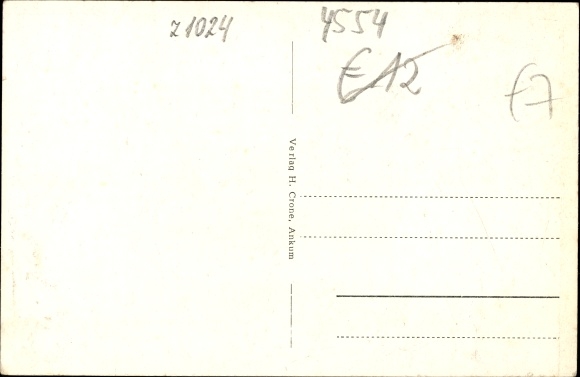 z1024
4554
€12
€7
Verlag H. Crone, Ankum